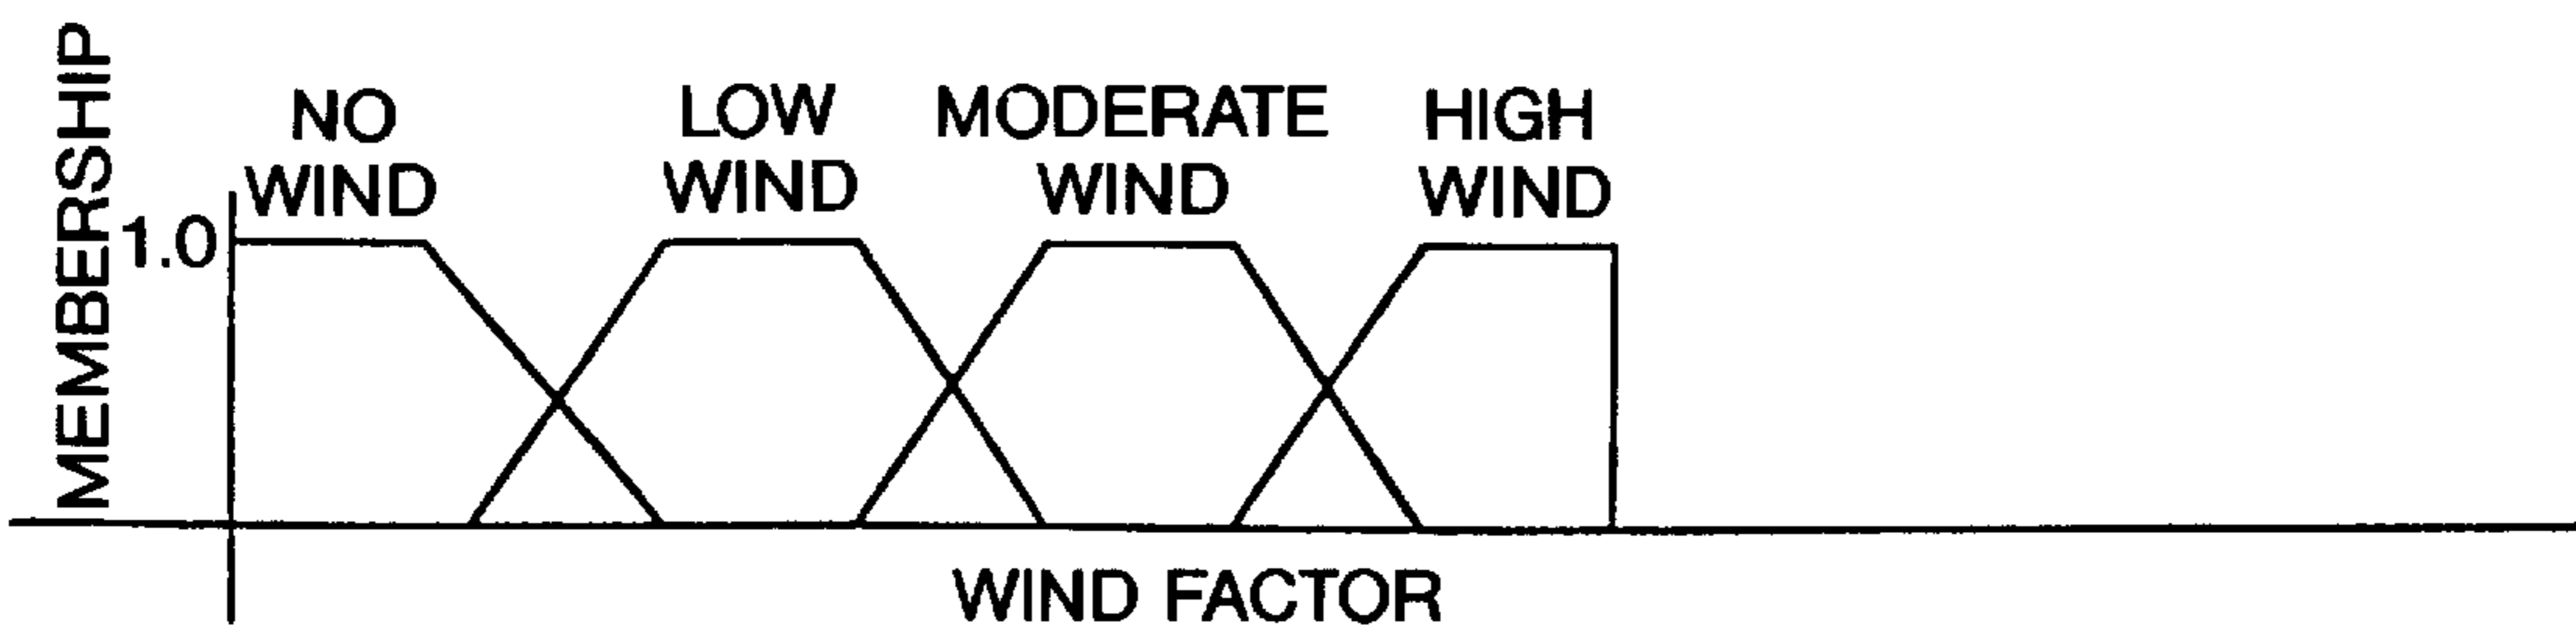 MEMBERSHIP
NO
WIND
LOW
WIND
MODERATE
WIND
HIGH
WIND
1.0
WIND FACTOR